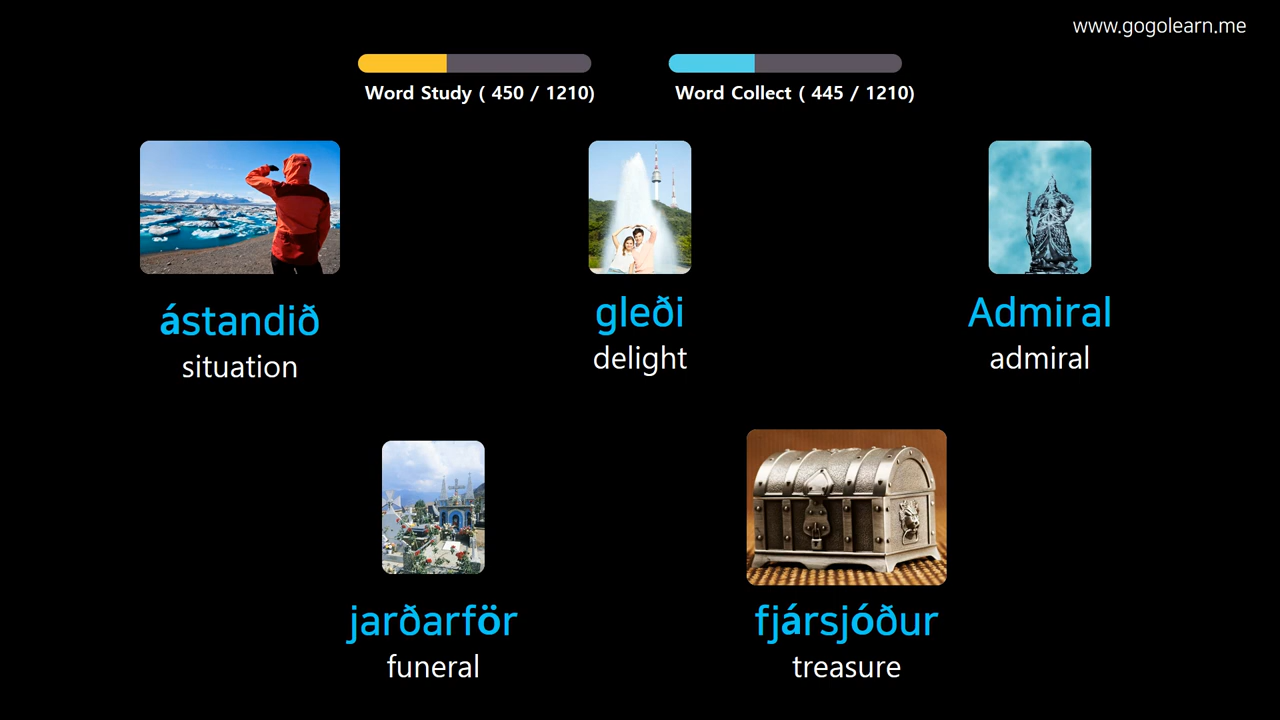 www.gogolearn.me
Word Study ( 450 / 1210)
Word Collect ( 445 / 1210)
ástandið
situation
gleði
delight
Admiral
admiral
jarðarför
funeral
fjársjóður
treasure